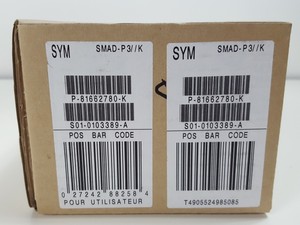 SYM SMAD-P3//K
P-81662780-K
S01-0103389-A
POS BAR CODE
0 27242 88258 4
POUR UTILISATEUR
SYM SMAD-P3//K
P-81662780-K
S01-0103389-A
POS BAR CODE
T4905524985085